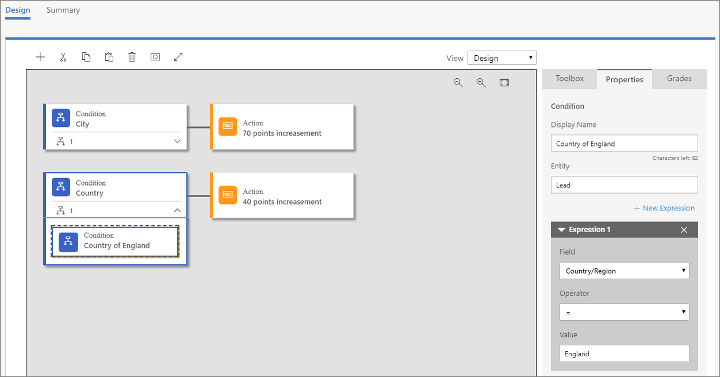 Design Summary
View Design
Toolbox Properties Grades
Condition
City
1
Action
70 points increasement
Condition
Country
1
Action
40 points increasement
Condition
Country of England
Condition
Display Name
Country of England
Characters left: 82
Entity
Lead
+ New Expression
Expression 1
Field
Country/Region
Operator
=
Value
England